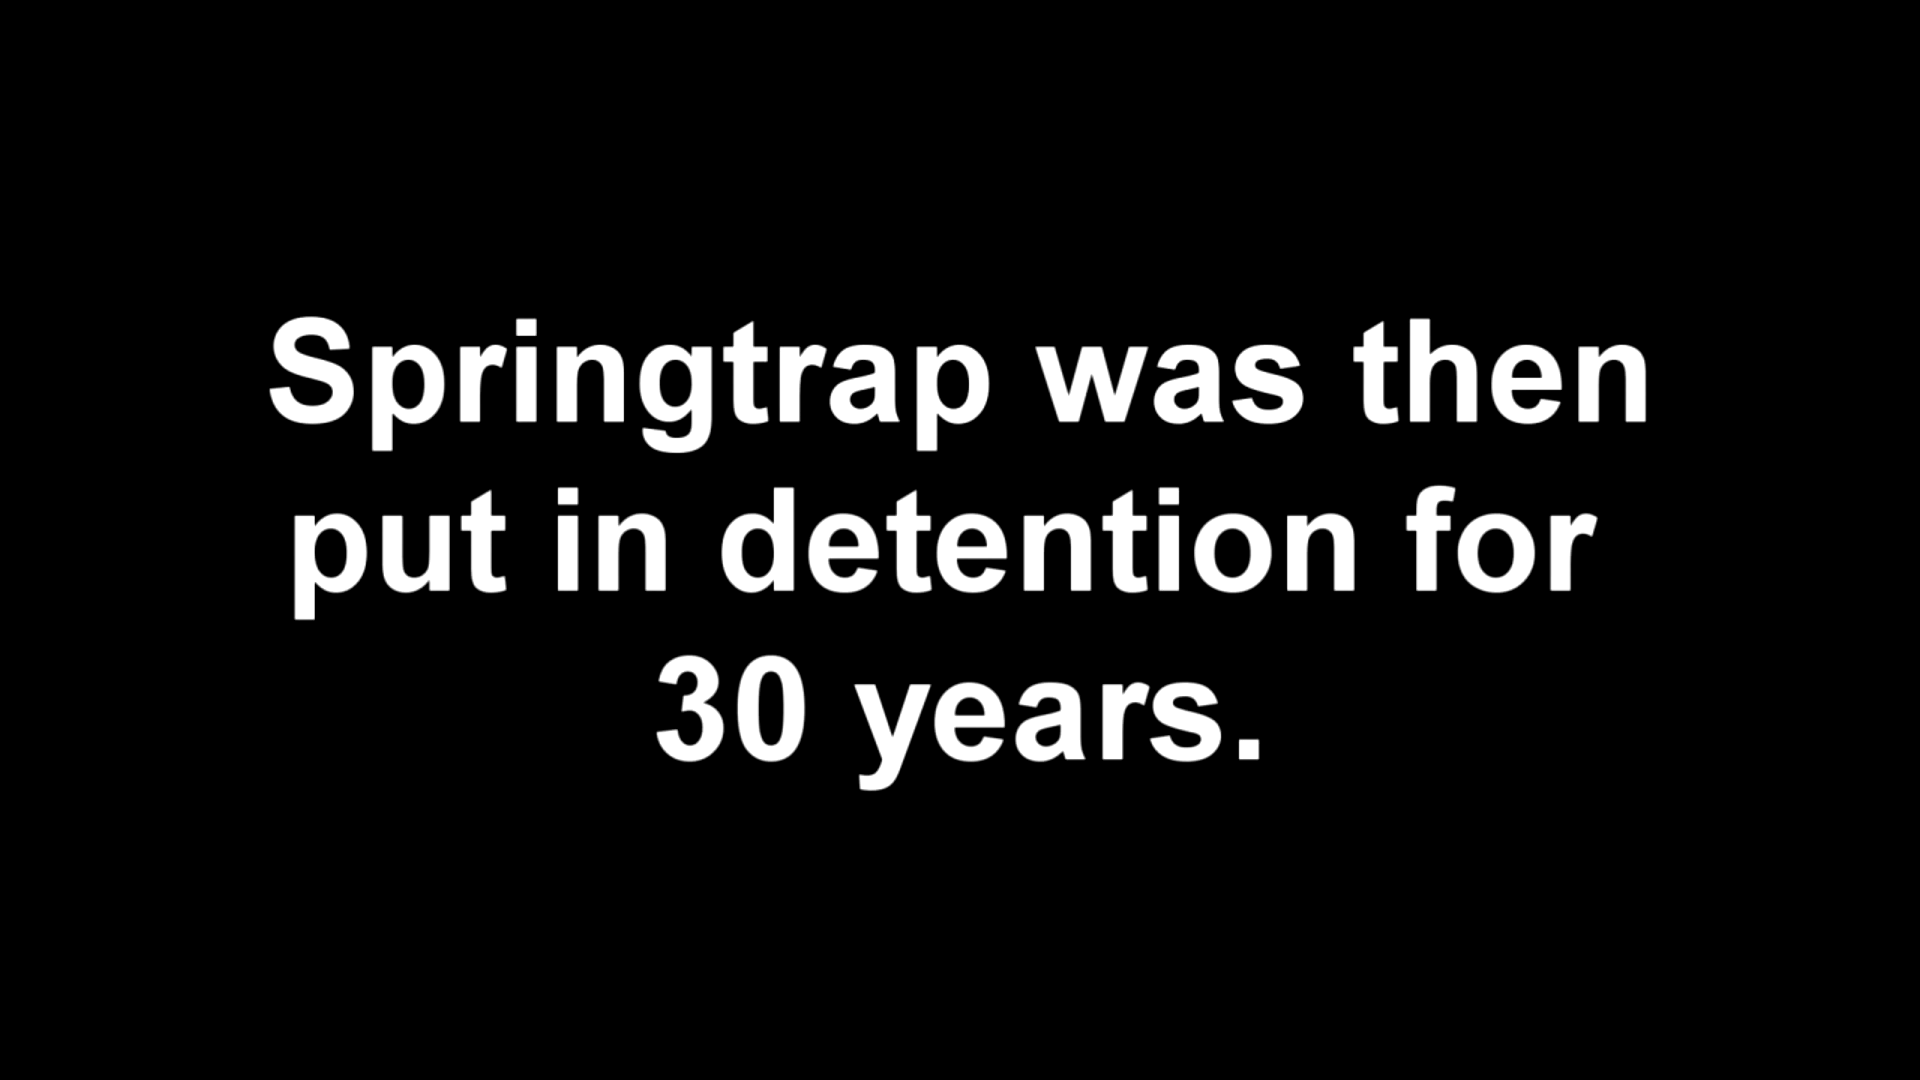 Springtrap was then
put in detention for
30 years.